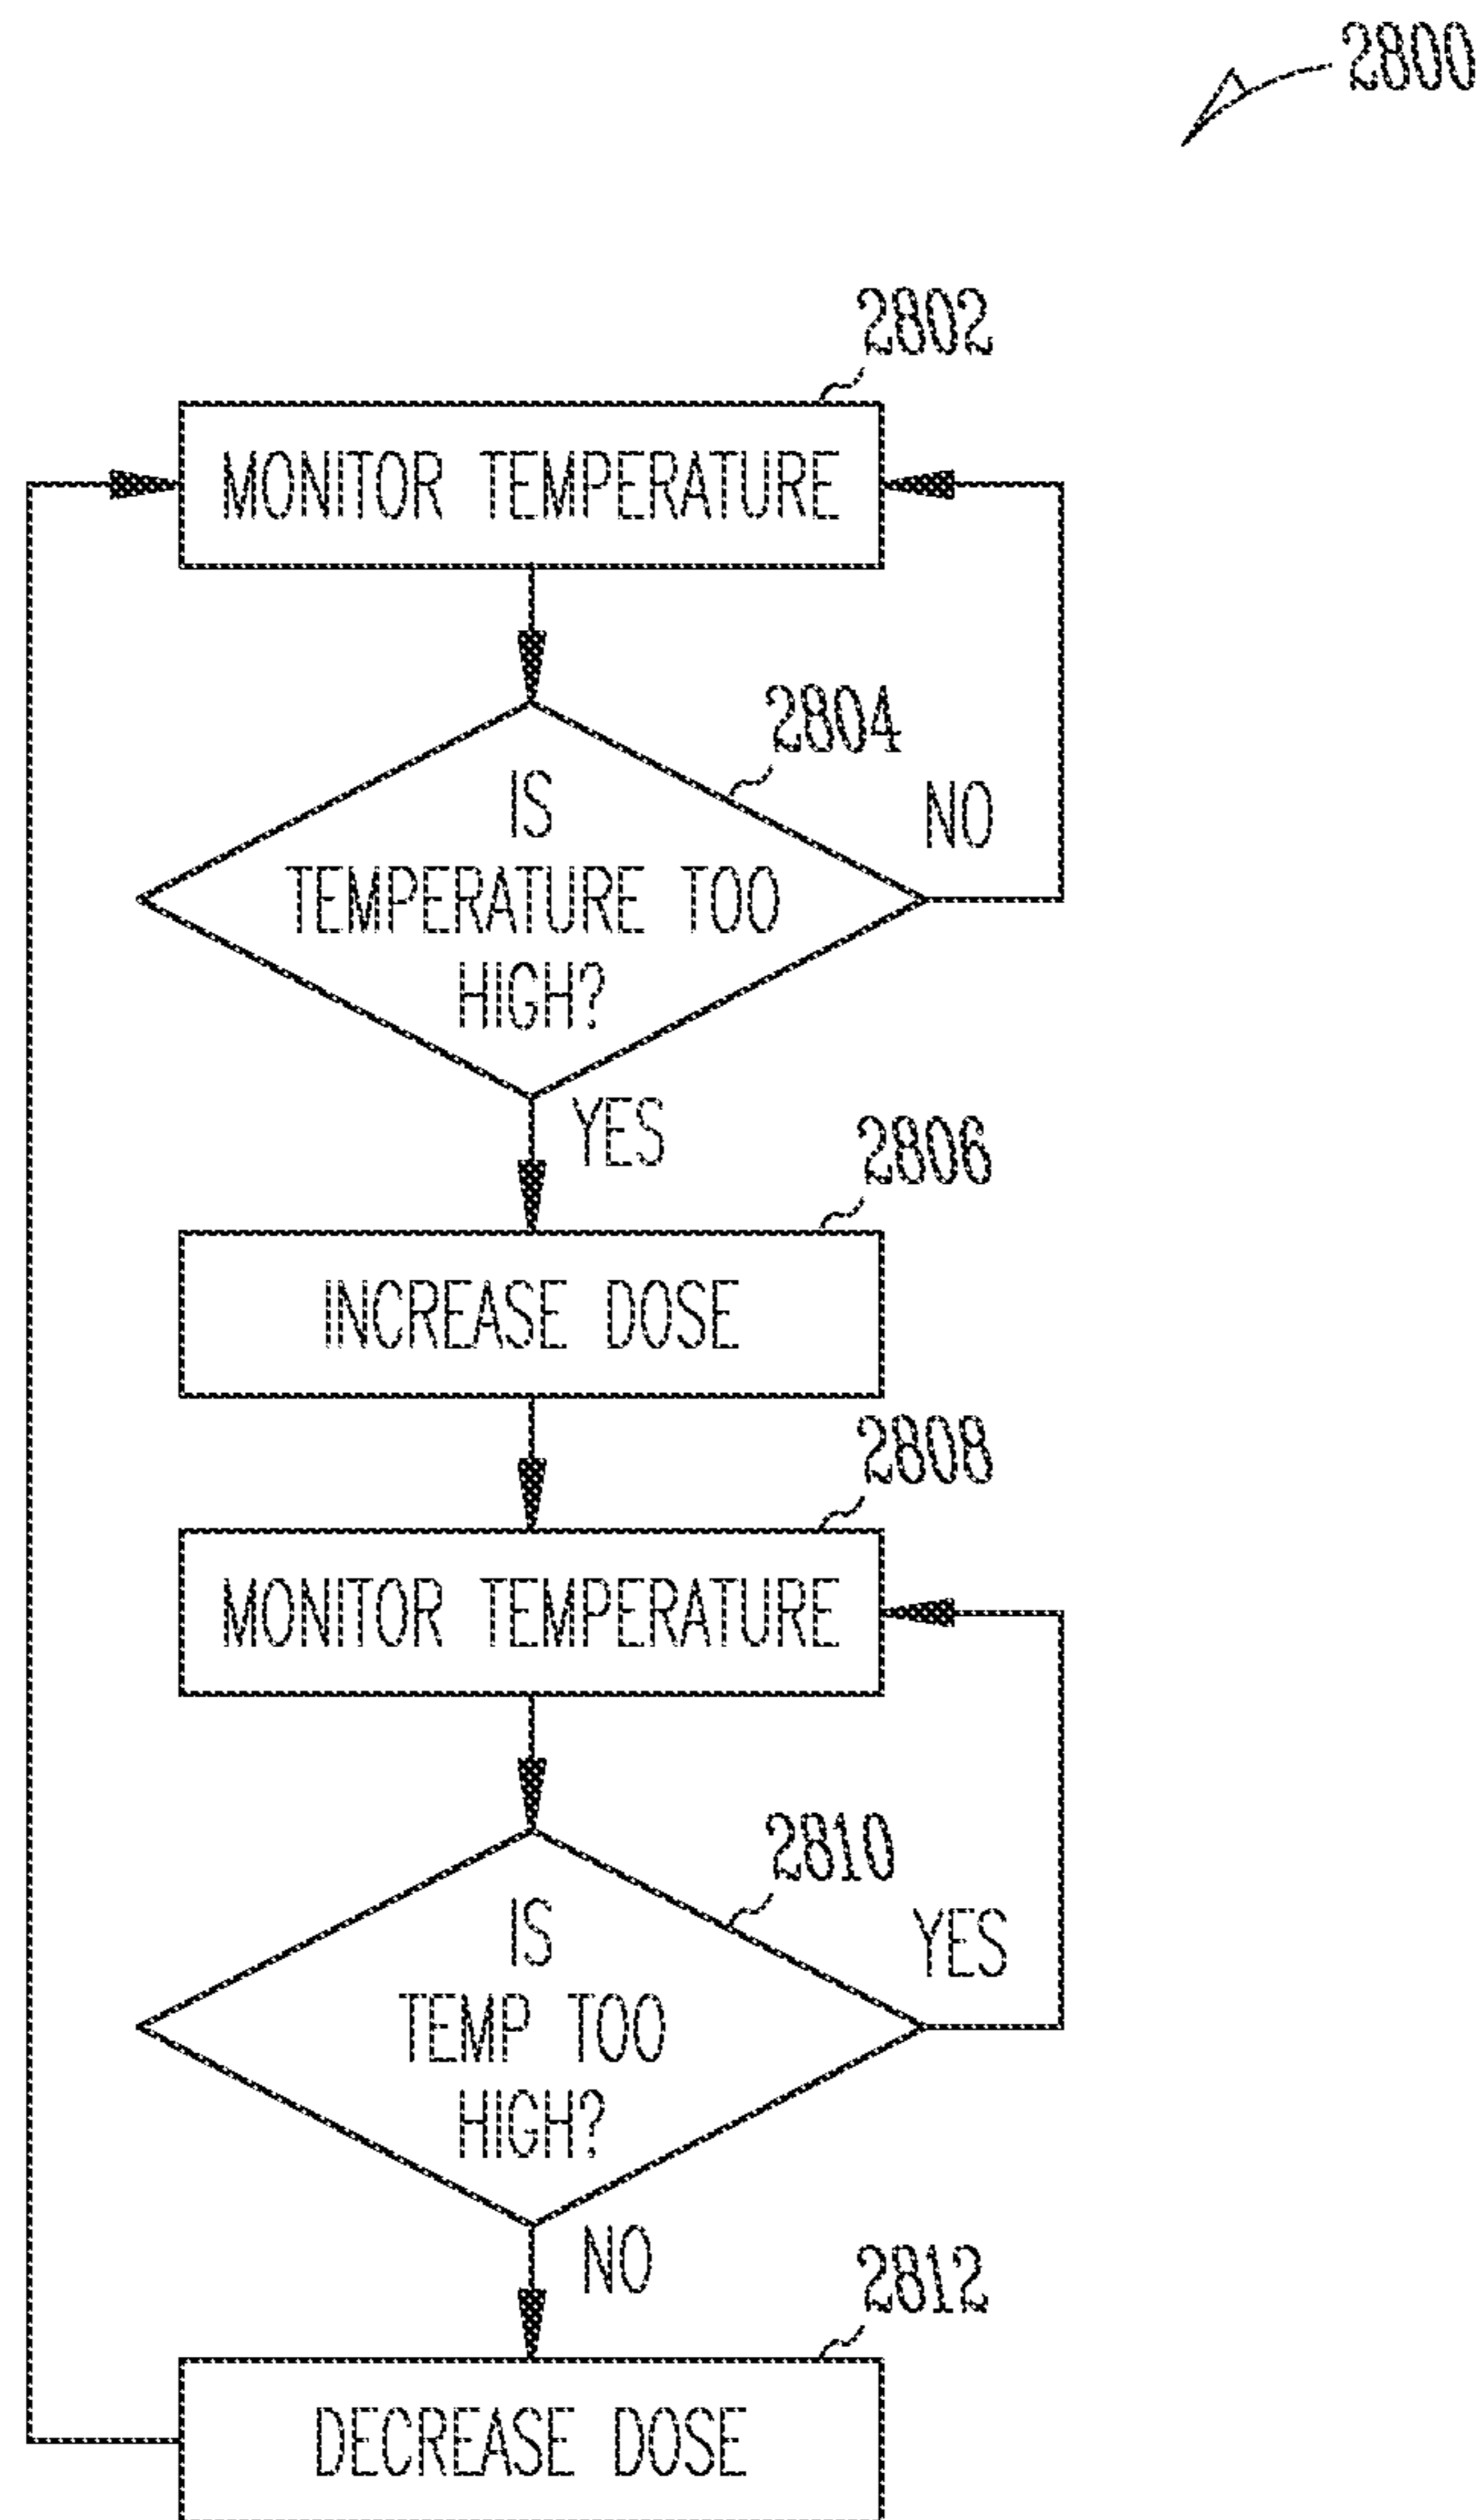 2800
2802
MONITOR TEMPERATURE
2804
IS
TEMPERATURE TOO
HIGH?
NO
YES
2806
INCREASE DOSE
2808
MONITOR TEMPERATURE
2810
IS
TEMP TOO
HIGH?
YES
NO
2812
DECREASE DOSE